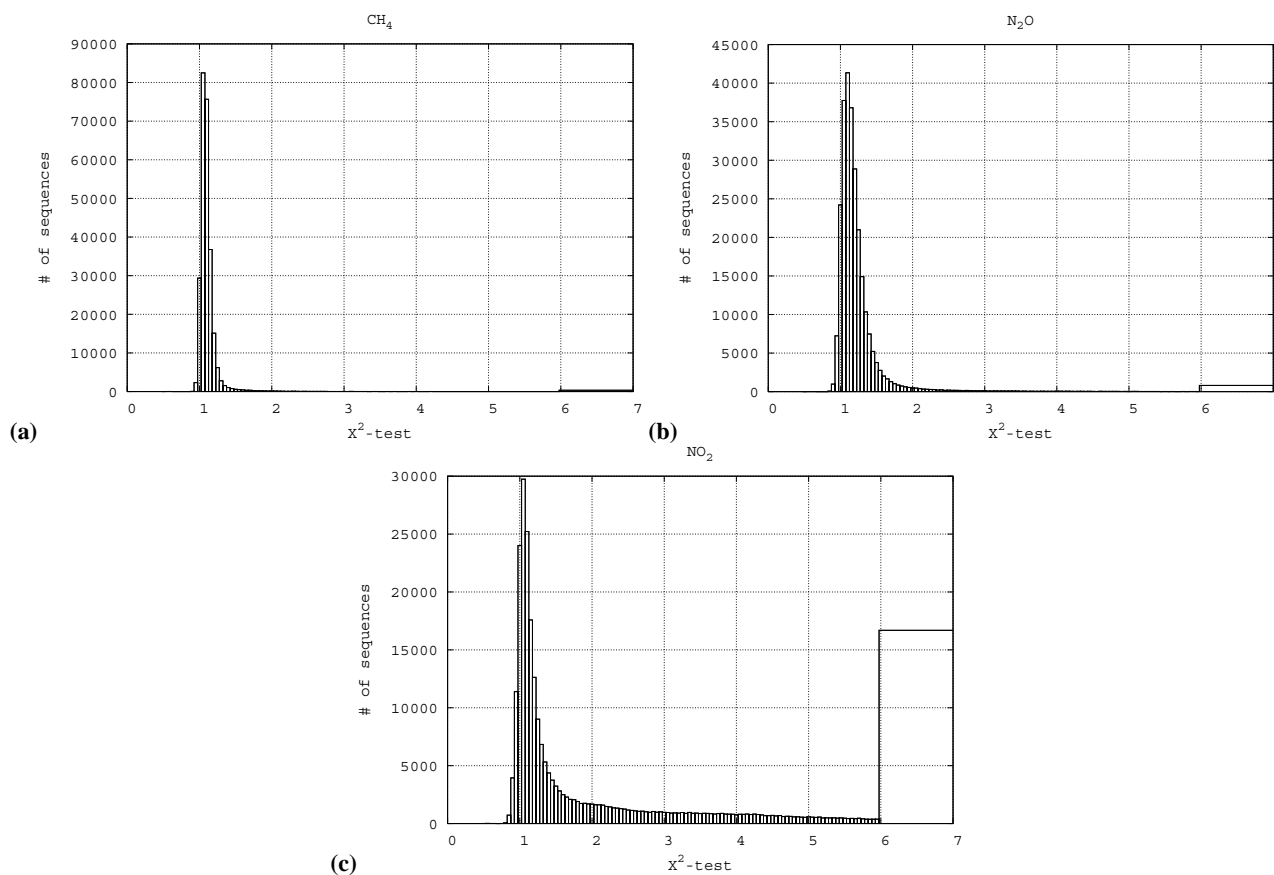 CH₄
90000
80000
70000
60000
50000
40000
30000
20000
10000
0
# of sequences
0 1 2 3 4 5 6 7
X²-test
(a)
N₂O
45000
40000
35000
30000
25000
20000
15000
10000
5000
0
# of sequences
0 1 2 3 4 5 6
X²-test
(b)
NO₂
30000
25000
20000
15000
10000
5000
0
# of sequences
0 1 2 3 4 5 6 7
X²-test
(c)